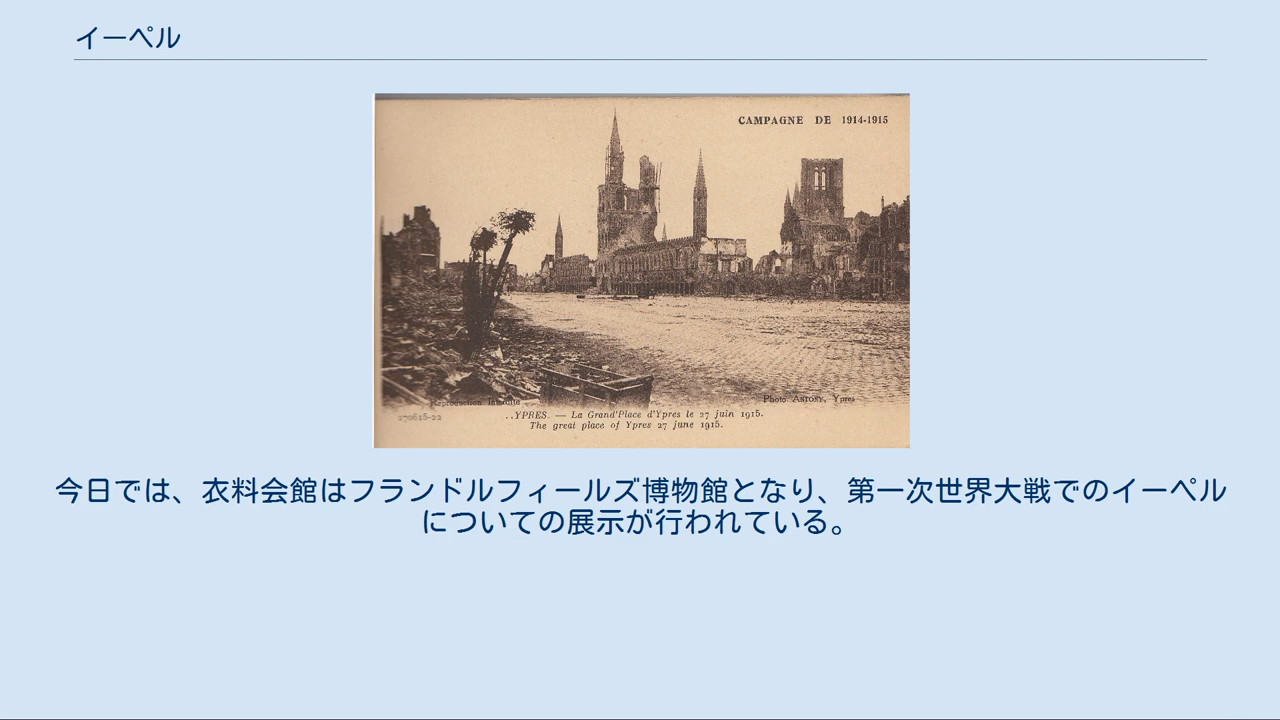 イーペル
CAMPAGNE DE 1914-1915
Reproduction Interdite
Photo ANTONY, Ypres
270615-22
..YPRES. — La Grand'Place d'Ypres le 27 juin 1915.
The great place of Ypres 27 june 1915.
今日では、衣料会館はフランドルフィールズ博物館となり、第一次世界大戦でのイーペル
についての展示が行われている。